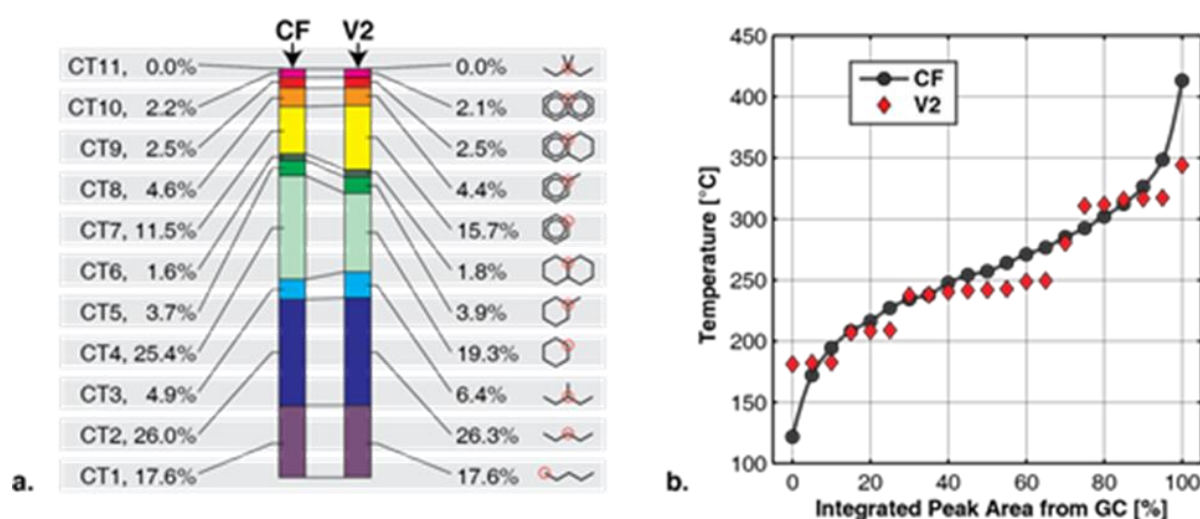 CF V2
CT11, 0.0% 0.0%
CT10, 2.2% 2.1%
CT9, 2.5% 2.5%
CT8, 4.6% 4.4%
CT7, 11.5% 15.7%
CT6, 1.6% 1.8%
CT5, 3.7% 3.9%
CT4, 25.4% 19.3%
CT3, 4.9% 6.4%
CT2, 26.0% 26.3%
CT1, 17.6% 17.6%
a.
450
400
350
300
250
200
150
100
Temperature [°C]
CF
V2
0 20 40 60 80 100
Integrated Peak Area from GC [%]
b.